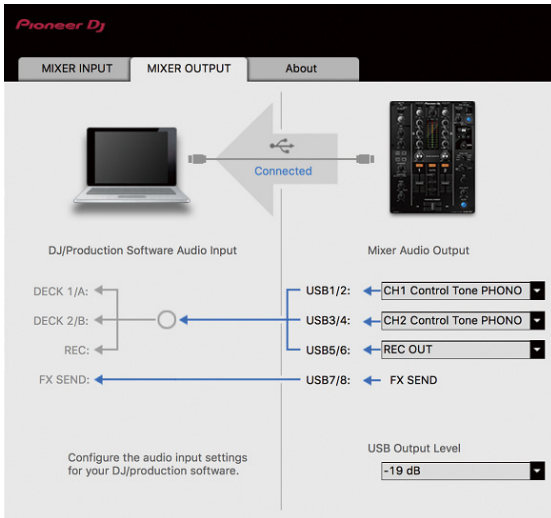 Pioneer Dj
MIXER INPUT
MIXER OUTPUT
About
Connected
DJ/Production Software Audio Input
Mixer Audio Output
DECK 1/A:
USB1/2:
CH1 Control Tone PHONO
DECK 2/B:
USB3/4:
CH2 Control Tone PHONO
REC:
USB5/6:
REC OUT
FX SEND:
USB7/8:
FX SEND
Configure the audio input settings
for your DJ/production software.
USB Output Level
-19 dB